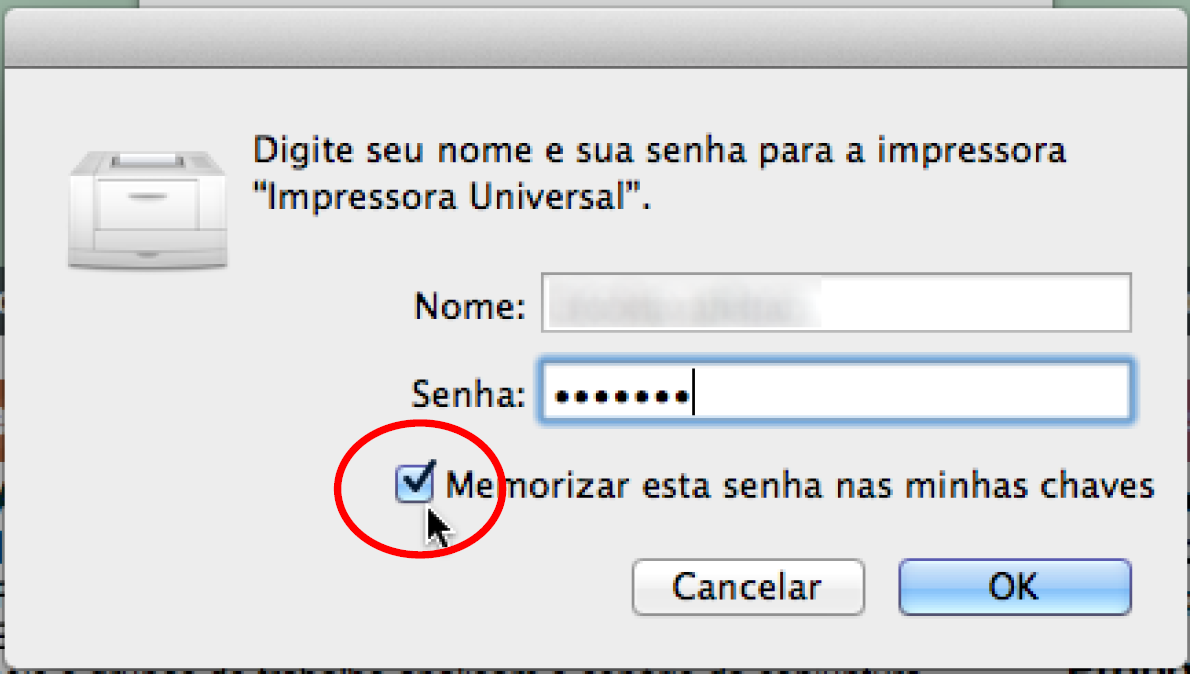 Digite seu nome e sua senha para a impressora
“Impressora Universal”.
Nome:
Senha: •••••••
Memorizar esta senha nas minhas chaves
Cancelar
OK